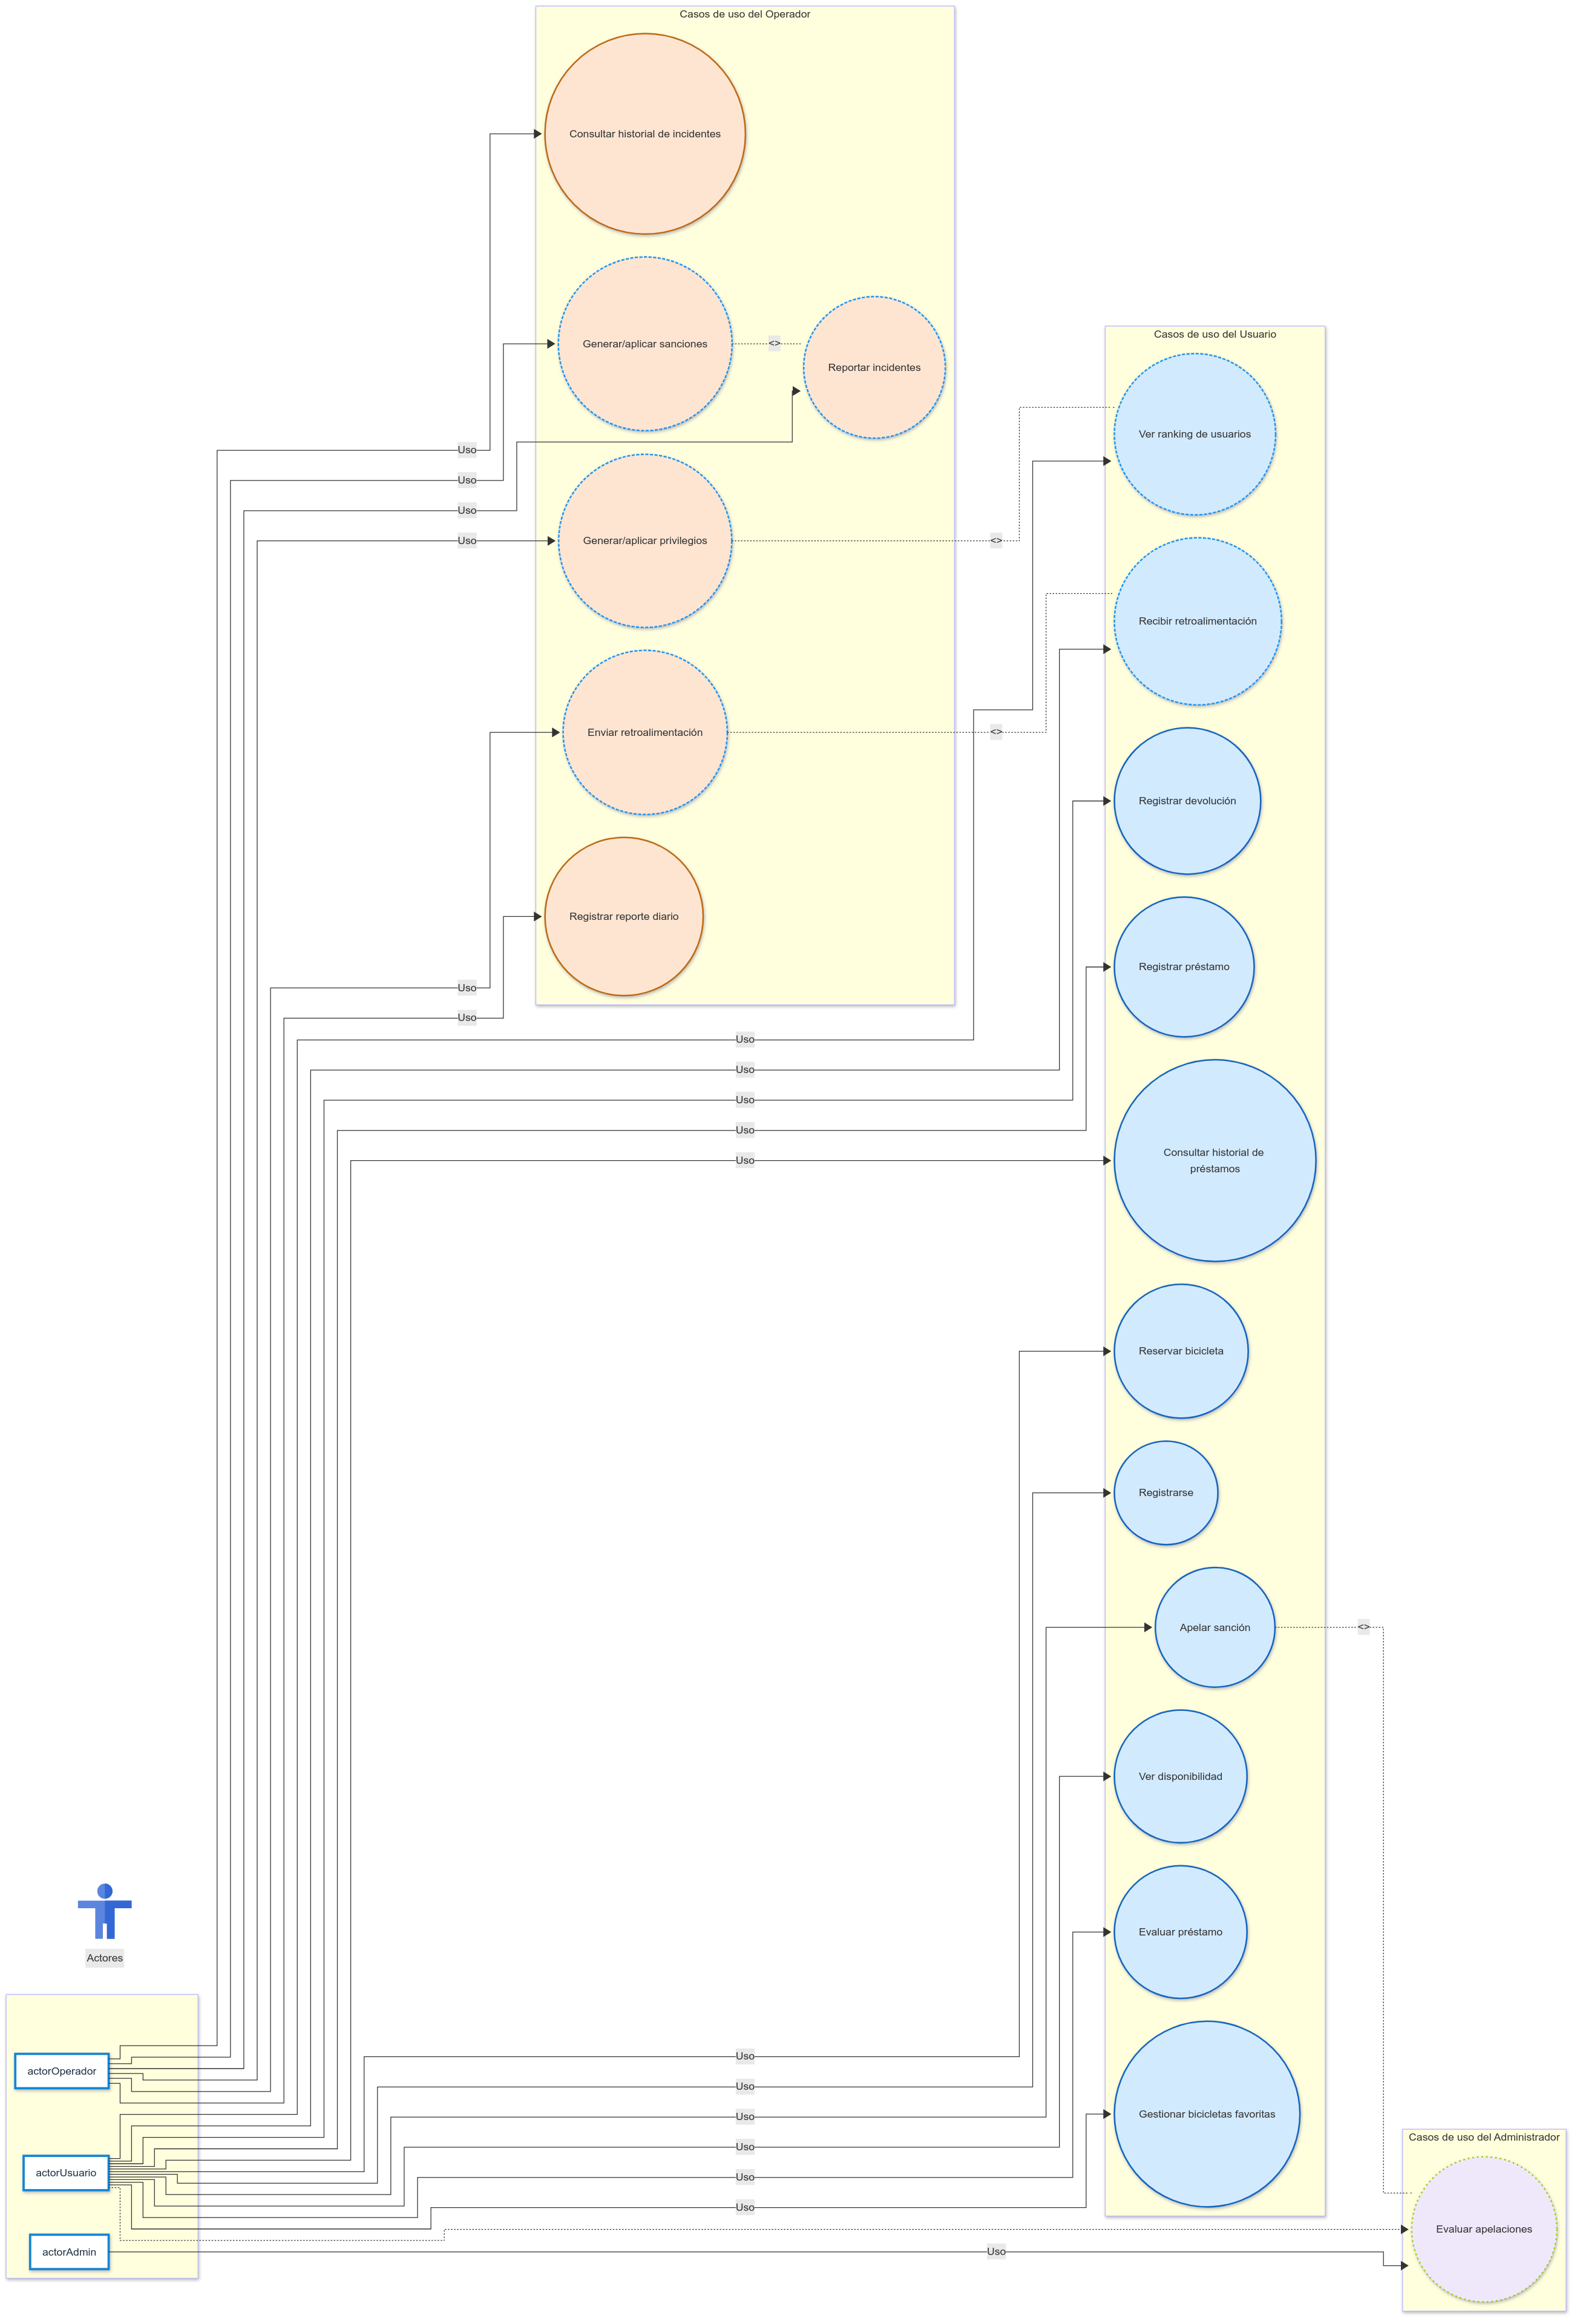 Casos de uso del Operador
Consultar historial de incidentes
Generar/aplicar sanciones
<>
Reportar incidentes
Casos de uso del Usuario
Ver ranking de usuarios
Uso
Uso
Uso
Generar/aplicar privilegios
Uso
<>
Recibir retroalimentación
Enviar retroalimentación
<>
Registrar devolución
Registrar reporte diario
Registrar préstamo
Uso
Uso
Uso
Uso
Uso
Uso
Uso
Consultar historial de
préstamos
Reservar bicicleta
Registrarse
Apelar sanción
<>
Ver disponibilidad
Evaluar préstamo
Actores
Uso
actorOperador
Uso
Gestionar bicicletas favoritas
Uso
Casos de uso del Administrador
Uso
actorUsuario
Uso
Uso
Evaluar apelaciones
actorAdmin
Uso